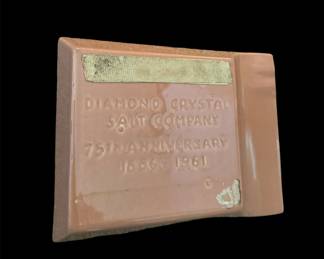 DIAMOND CRYSTAL
SALT COMPANY
75TH ANNIVERSARY
1886-1961